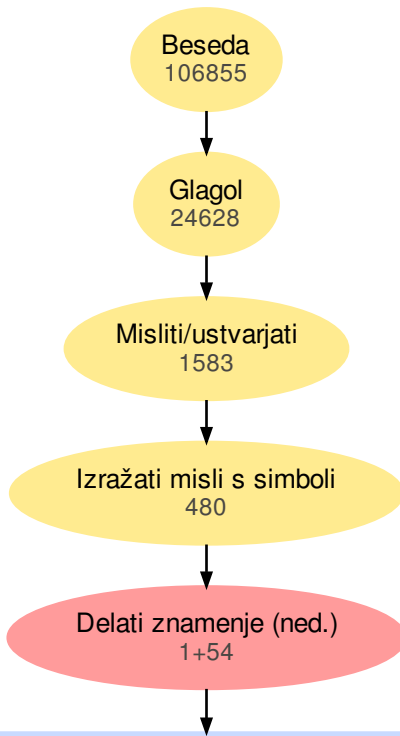 Beseda
106855
Glagol
24628
Misliti/ustvarjati
1583
Izražati misli s simboli
480
Delati znamenje (ned.)
1+54